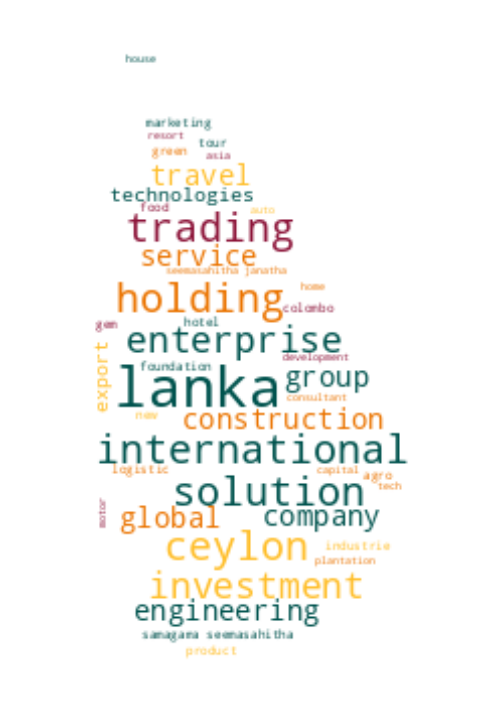 house
marketing
resort
tour
green
asia
travel
technologies
food
auto
trading
service
seemasahitha janatha
home
holding
colombo
gem
hotel
enterprise
development
foundation
export
lanka
group
consultant
new
construction
international
logistic
capital
agro
tech
solution
motor
global
company
ceylon
industrie
plantation
investment
engineering
samagama seemasahitha
product